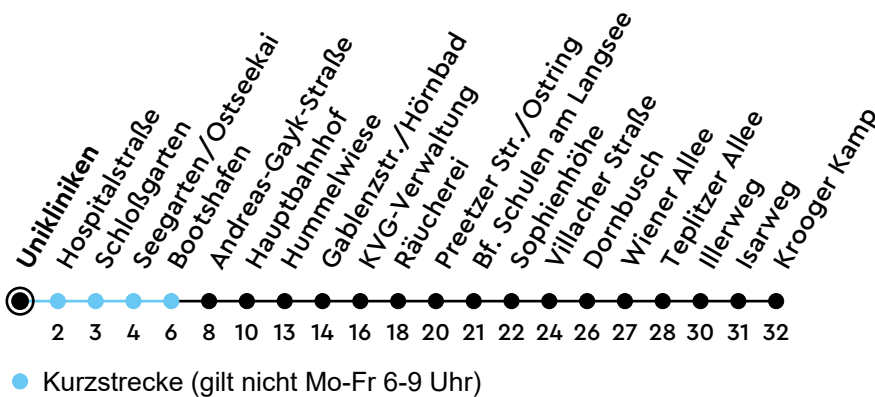 Unikliniken
Hospitalstraße
Schloßgarten
Seegarten/Ostseekai
Bootshafen
Andreas-Gayk-Straße
Hauptbahnhof
Hummelwiese
Gablenzstr./Hörnbad
KVG-Verwaltung
Räucherei
Preetzer Str./Ostring
Bf. Schulen am Langsee
Sophienhöhe
Villacher Straße
Dornbusch
Wiener Allee
Teplitzer Allee
Illerweg
Isarweg
Krooger Kamp
2 3 4 6 8 10 13 14 16 18 20 21 22 24 26 27 28 30 31 32
Kurzstrecke (gilt nicht Mo-Fr 6-9 Uhr)